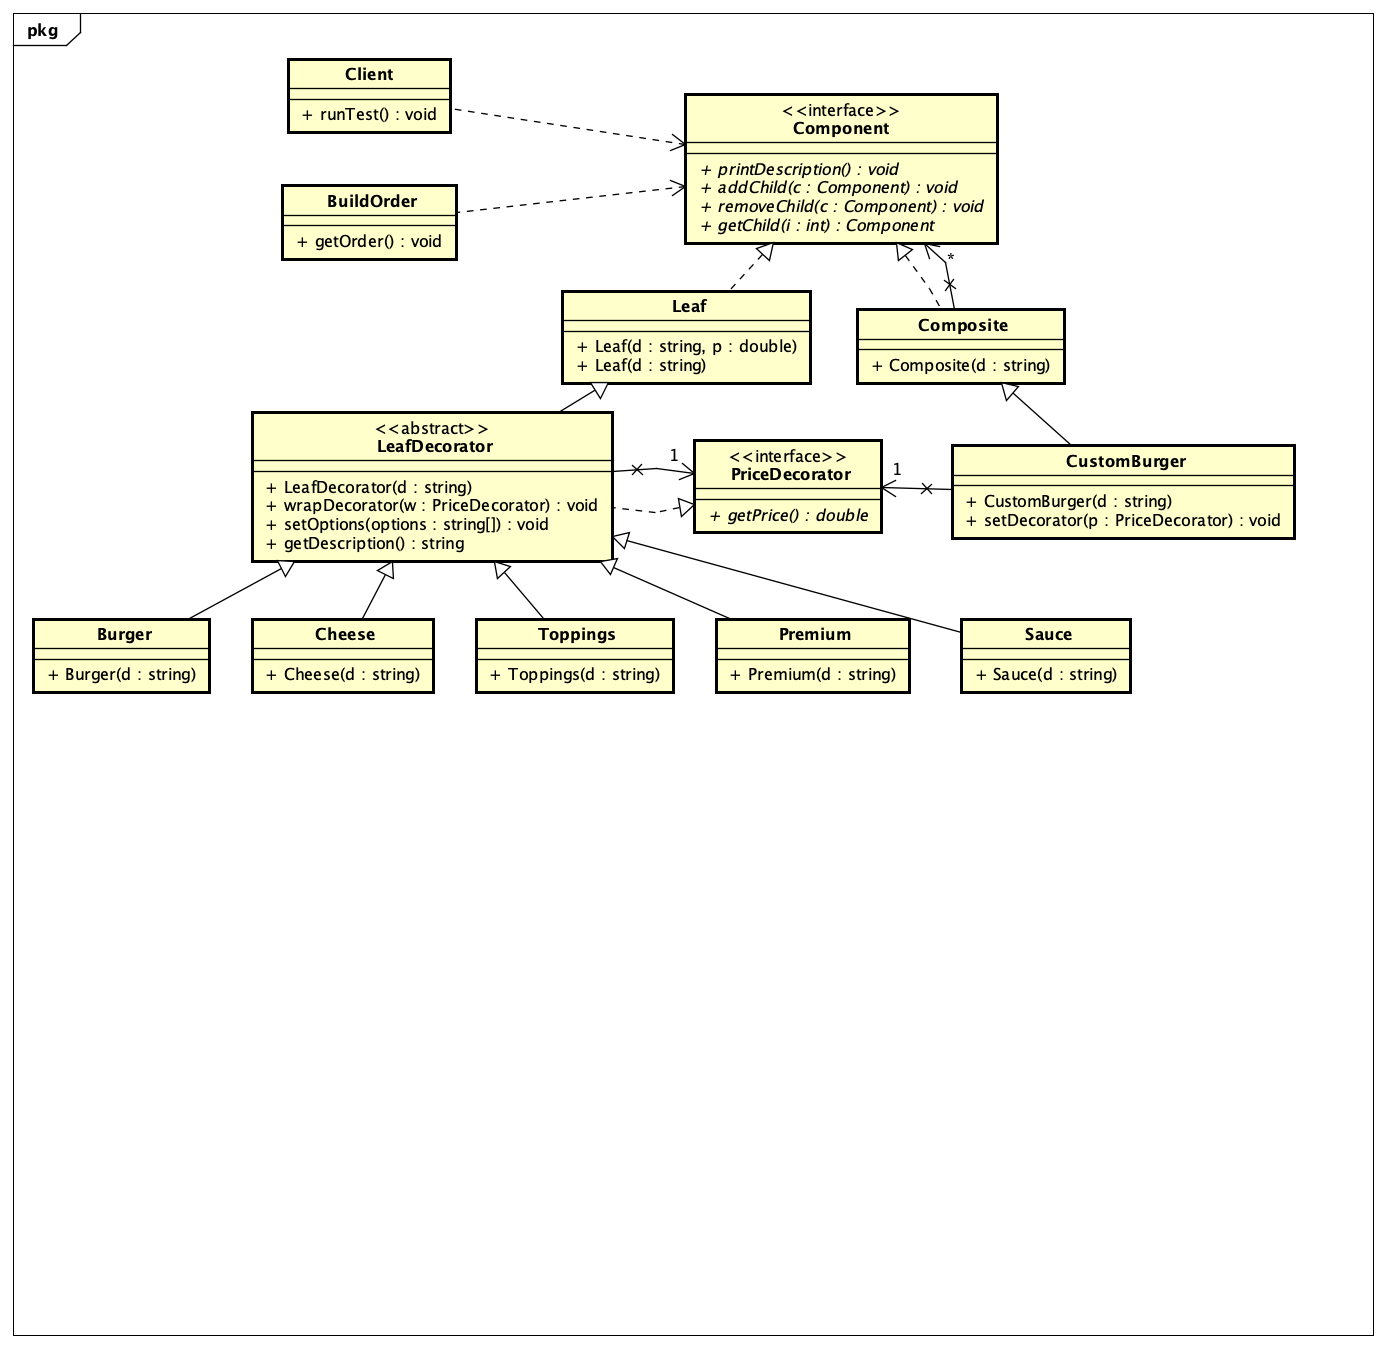 pkg
Client
+ runTest() : void
<<interface>>
Component
+ printDescription() : void
+ addChild(c : Component) : void
+ removeChild(c : Component) : void
+ getChild(i : int) : Component
BuildOrder
+ getOrder() : void
*
Leaf
+ Leaf(d : string, p : double)
+ Leaf(d : string)
Composite
+ Composite(d : string)
<<abstract>>
LeafDecorator
+ LeafDecorator(d : string)
+ wrapDecorator(w : PriceDecorator) : void
+ setOptions(options : string[]) : void
+ getDescription() : string
1
<<interface>>
PriceDecorator
+ getPrice() : double
1
CustomBurger
+ CustomBurger(d : string)
+ setDecorator(p : PriceDecorator) : void
Burger
+ Burger(d : string)
Cheese
+ Cheese(d : string)
Toppings
+ Toppings(d : string)
Premium
+ Premium(d : string)
Sauce
+ Sauce(d : string)